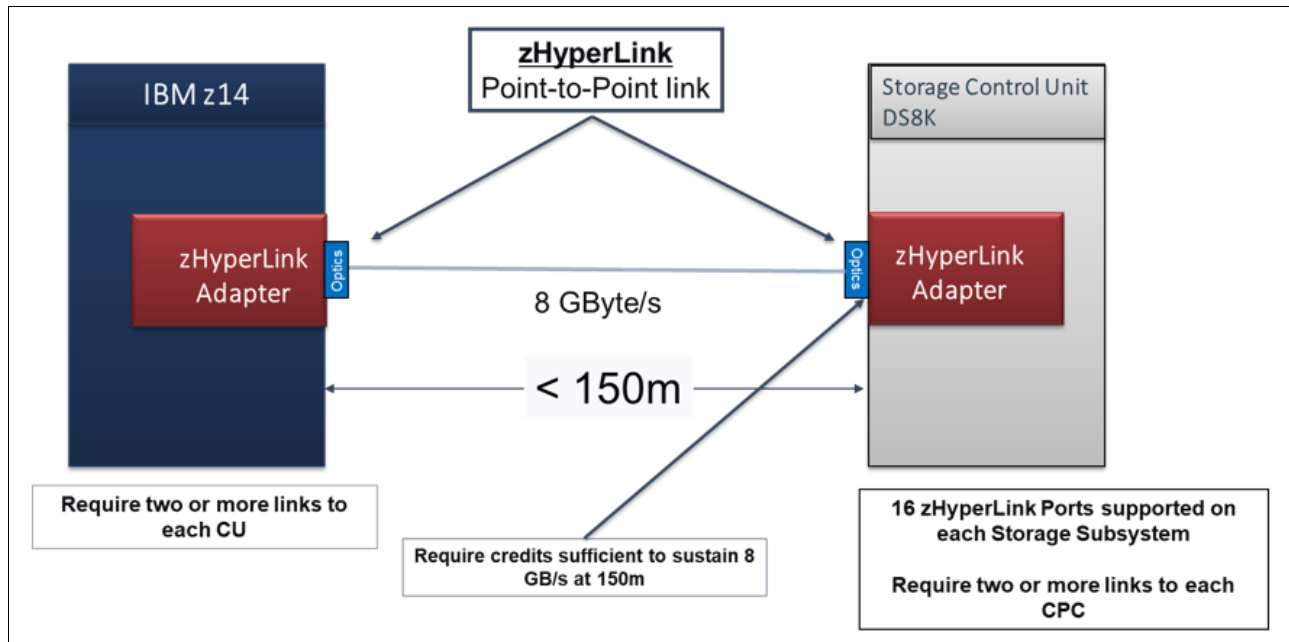 zHyperLink
Point-to-Point link
IBM z14
Storage Control Unit
DS8K
zHyperLink
Adapter
Optics
8 GByte/s
Optics
zHyperLink
Adapter
< 150m
Require two or more links to
each CU
Require credits sufficient to sustain 8
GB/s at 150m
16 zHyperLink Ports supported on
each Storage Subsystem
Require two or more links to each
CPC